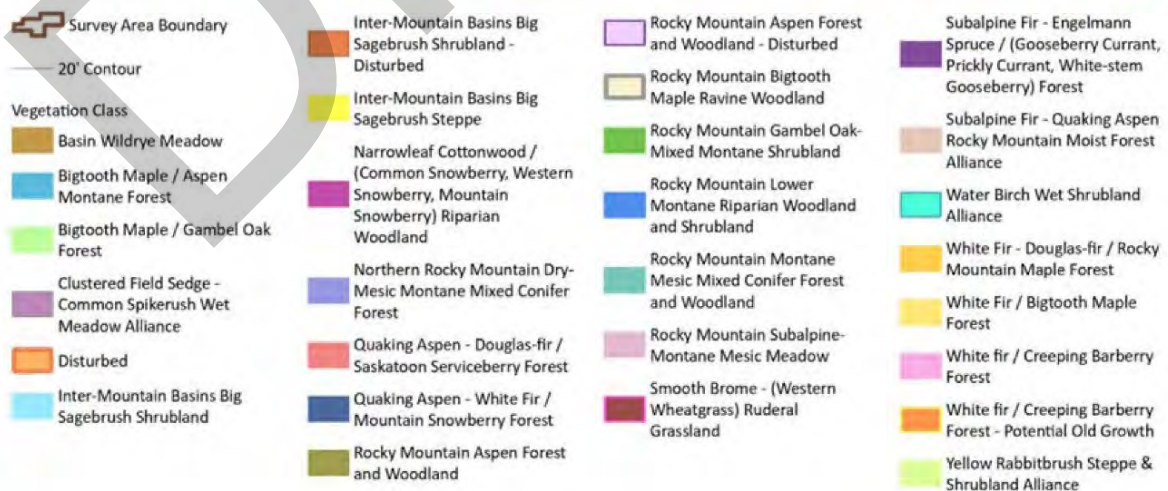 Survey Area Boundary
20' Contour
Vegetation Class
Basin Wildrye Meadow
Bigtooth Maple / Aspen
Montane Forest
Bigtooth Maple / Gambel Oak
Forest
Clustered Field Sedge -
Common Spikerush Wet
Meadow Alliance
Disturbed
Inter-Mountain Basins Big
Sagebrush Shrubland
Inter-Mountain Basins Big
Sagebrush Shrubland -
Disturbed
Inter-Mountain Basins Big
Sagebrush Steppe
Narrowleaf Cottonwood /
(Common Snowberry, Western
Snowberry, Mountain
Snowberry) Riparian
Woodland
Northern Rocky Mountain Dry-
Mesic Montane Mixed Conifer
Forest
Quaking Aspen - Douglas-fir /
Saskatoon Serviceberry Forest
Quaking Aspen - White Fir /
Mountain Snowberry Forest
Rocky Mountain Aspen Forest
and Woodland
Rocky Mountain Aspen Forest
and Woodland - Disturbed
Rocky Mountain Bigtooth
Maple Ravine Woodland
Rocky Mountain Gambel Oak-
Mixed Montane Shrubland
Rocky Mountain Lower
Montane Riparian Woodland
and Shrubland
Rocky Mountain Montane
Mesic Mixed Conifer Forest
and Woodland
Rocky Mountain Subalpine-
Montane Mesic Meadow
Smooth Brome - (Western
Wheatgrass) Ruderal
Grassland
Subalpine Fir - Engelmann
Spruce / (Gooseberry Currant,
Prickly Currant, White-stem
Gooseberry) Forest
Subalpine Fir - Quaking Aspen
Rocky Mountain Moist Forest
Alliance
Water Birch Wet Shrubland
Alliance
White Fir - Douglas-fir / Rocky
Mountain Maple Forest
White Fir / Bigtooth Maple
Forest
White fir / Creeping Barberry
Forest
White fir / Creeping Barberry
Forest - Potential Old Growth
Yellow Rabbitbrush Steppe &
Shrubland Alliance